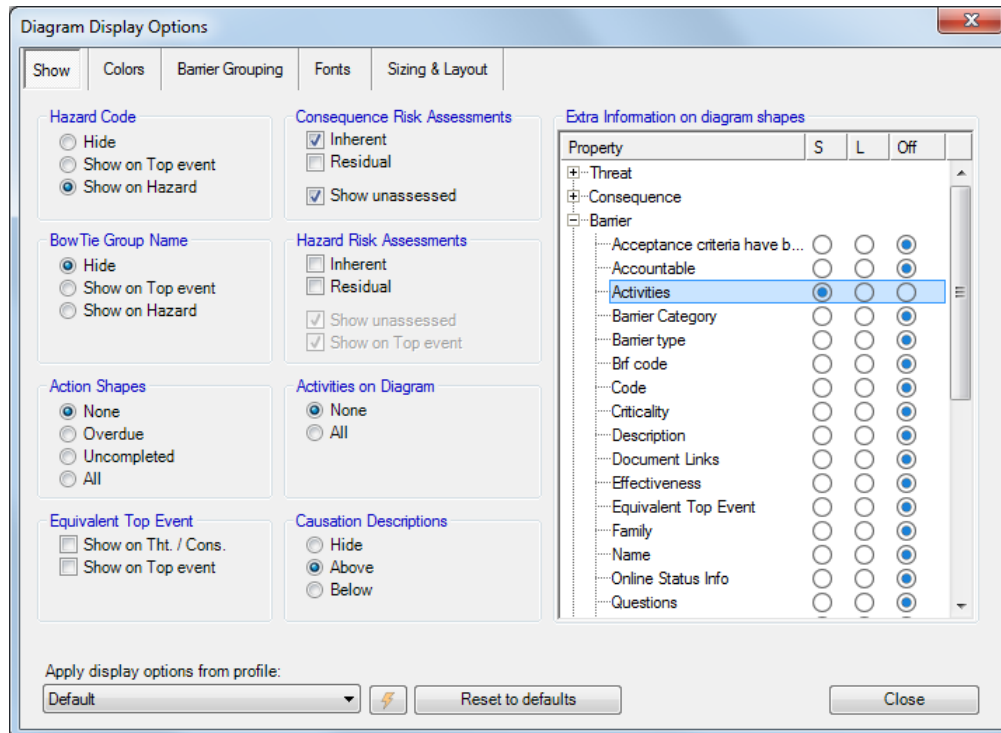 Diagram Display Options
Show
Colors
Barrier Grouping
Fonts
Sizing & Layout
Hazard Code
Hide
Show on Top event
Show on Hazard
Consequence Risk Assessments
Inherent
Residual
Show unassessed
BowTie Group Name
Hide
Show on Top event
Show on Hazard
Hazard Risk Assessments
Inherent
Residual
Show unassessed
Show on Top event
Action Shapes
None
Overdue
Uncompleted
All
Activities on Diagram
None
All
Equivalent Top Event
Show on Tht. / Cons.
Show on Top event
Causation Descriptions
Hide
Above
Below
Extra Information on diagram shapes
Property S L Off
Threat
Consequence
Barrier
Acceptance criteria have b...
Accountable
Activities
Barrier Category
Barrier type
Brf code
Code
Criticality
Description
Document Links
Effectiveness
Equivalent Top Event
Family
Name
Online Status Info
Questions
Apply display options from profile:
Default
Reset to defaults
Close